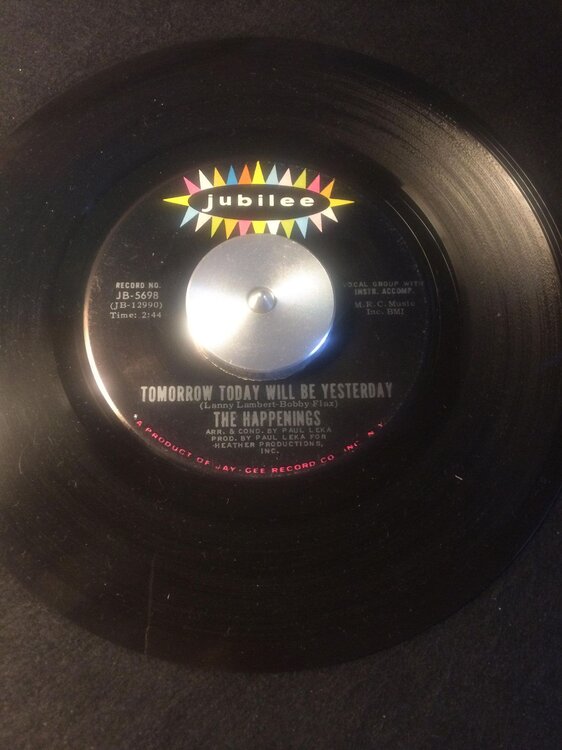 jubilee
RECORD NO.
JB-5698
(JB-12990)
Time: 2:44
VOCAL GROUP WITH
INSTR. ACCOMP.
M.R.C. Music
Inc. BMI
TOMORROW TODAY WILL BE YESTERDAY
(Lanny Lambert-Bobby Flax)
THE HAPPENINGS
ARR. & COND. BY PAUL LEKA
PROD. BY PAUL LEKA FOR
HEATHER PRODUCTIONS,
INC.
A PRODUCT OF JAY-GEE RECORD CO. INC. N.Y.